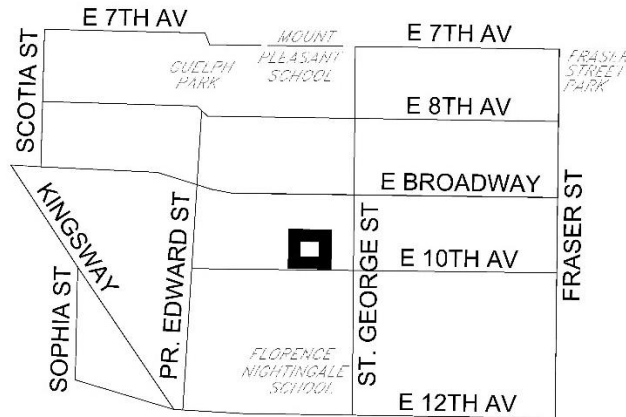 E 7TH AV
MOUNT
PLEASANT
SCHOOL
E 7TH AV
GUELPH
PARK
FRASER
STREET
PARK
SCOTIA ST
E 8TH AV
E BROADWAY
KINGSWAY
PR. EDWARD ST
ST. GEORGE ST
FRASER ST
E 10TH AV
SOPHIA ST
FLORENCE
NIGHTINGALE
SCHOOL
E 12TH AV